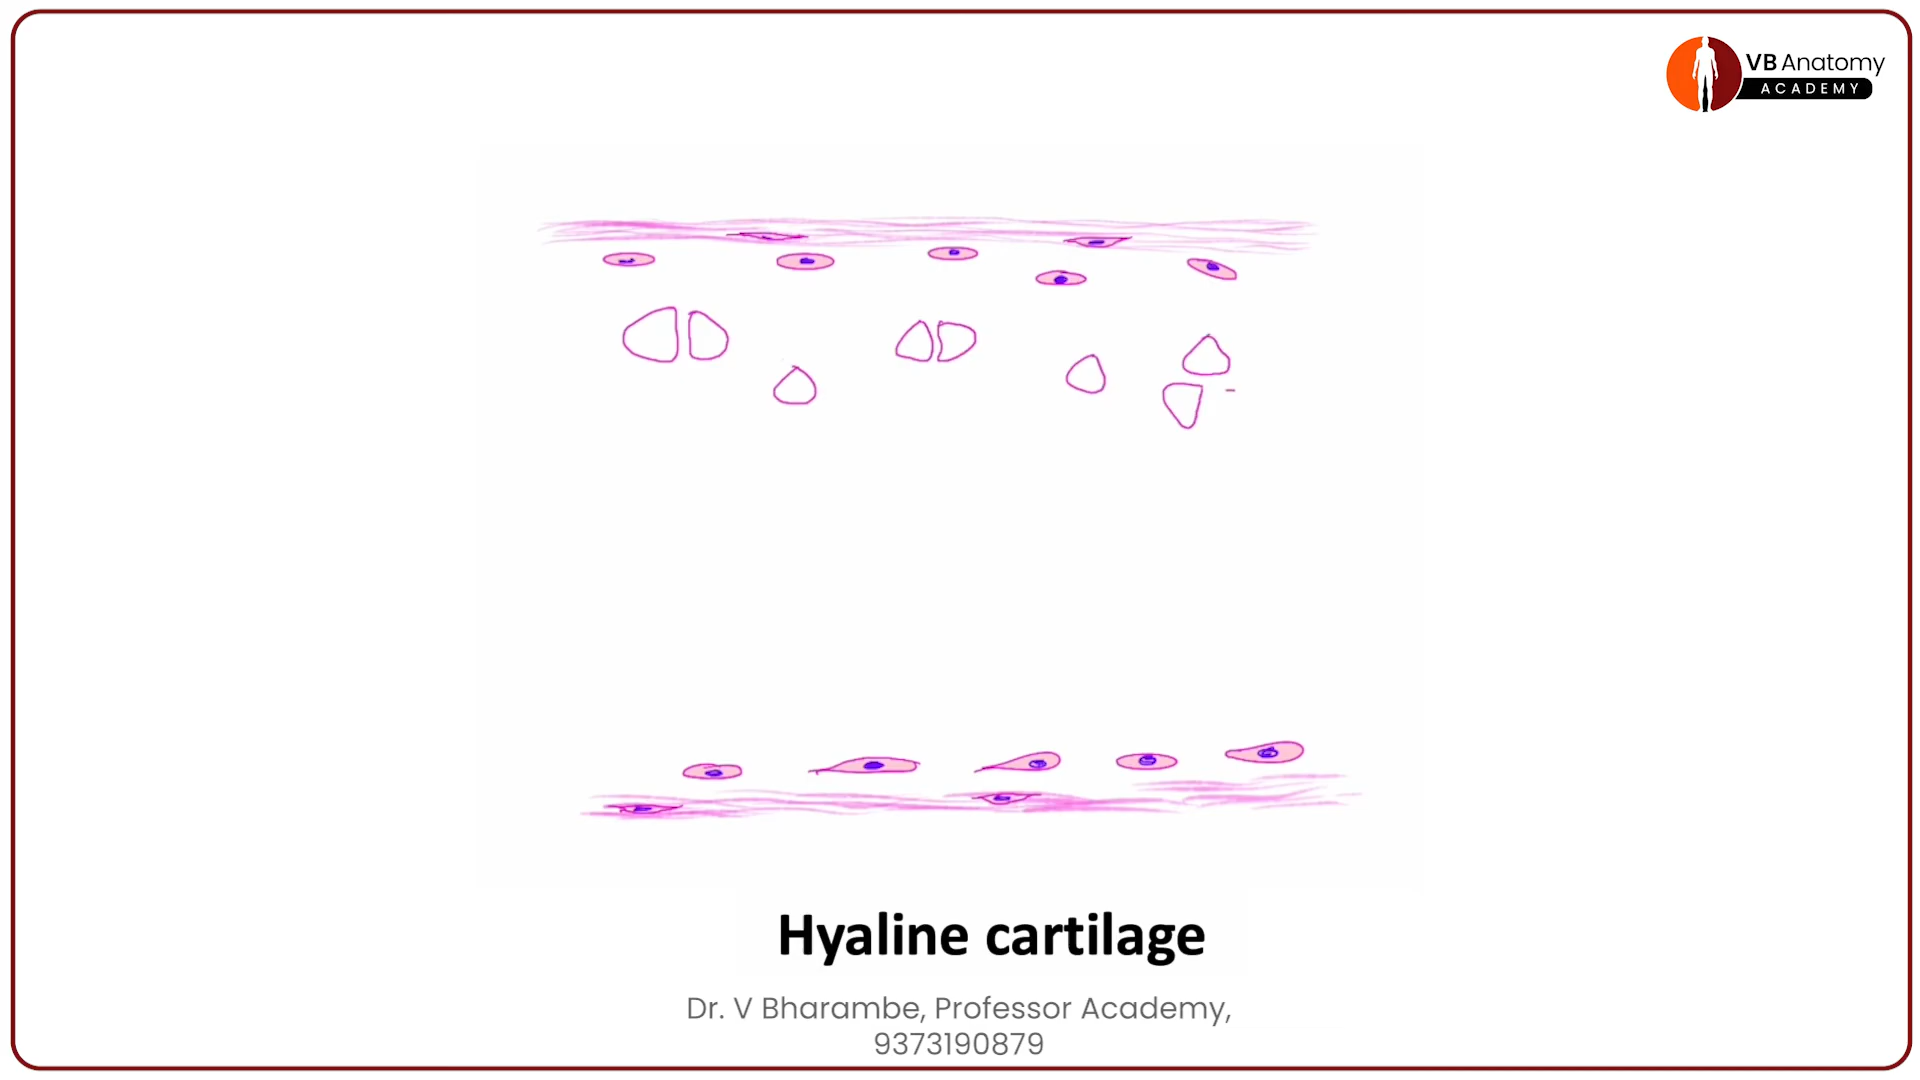 VB Anatomy
ACADEMY
Hyaline cartilage
Dr. V Bharambe, Professor Academy,
9373190879